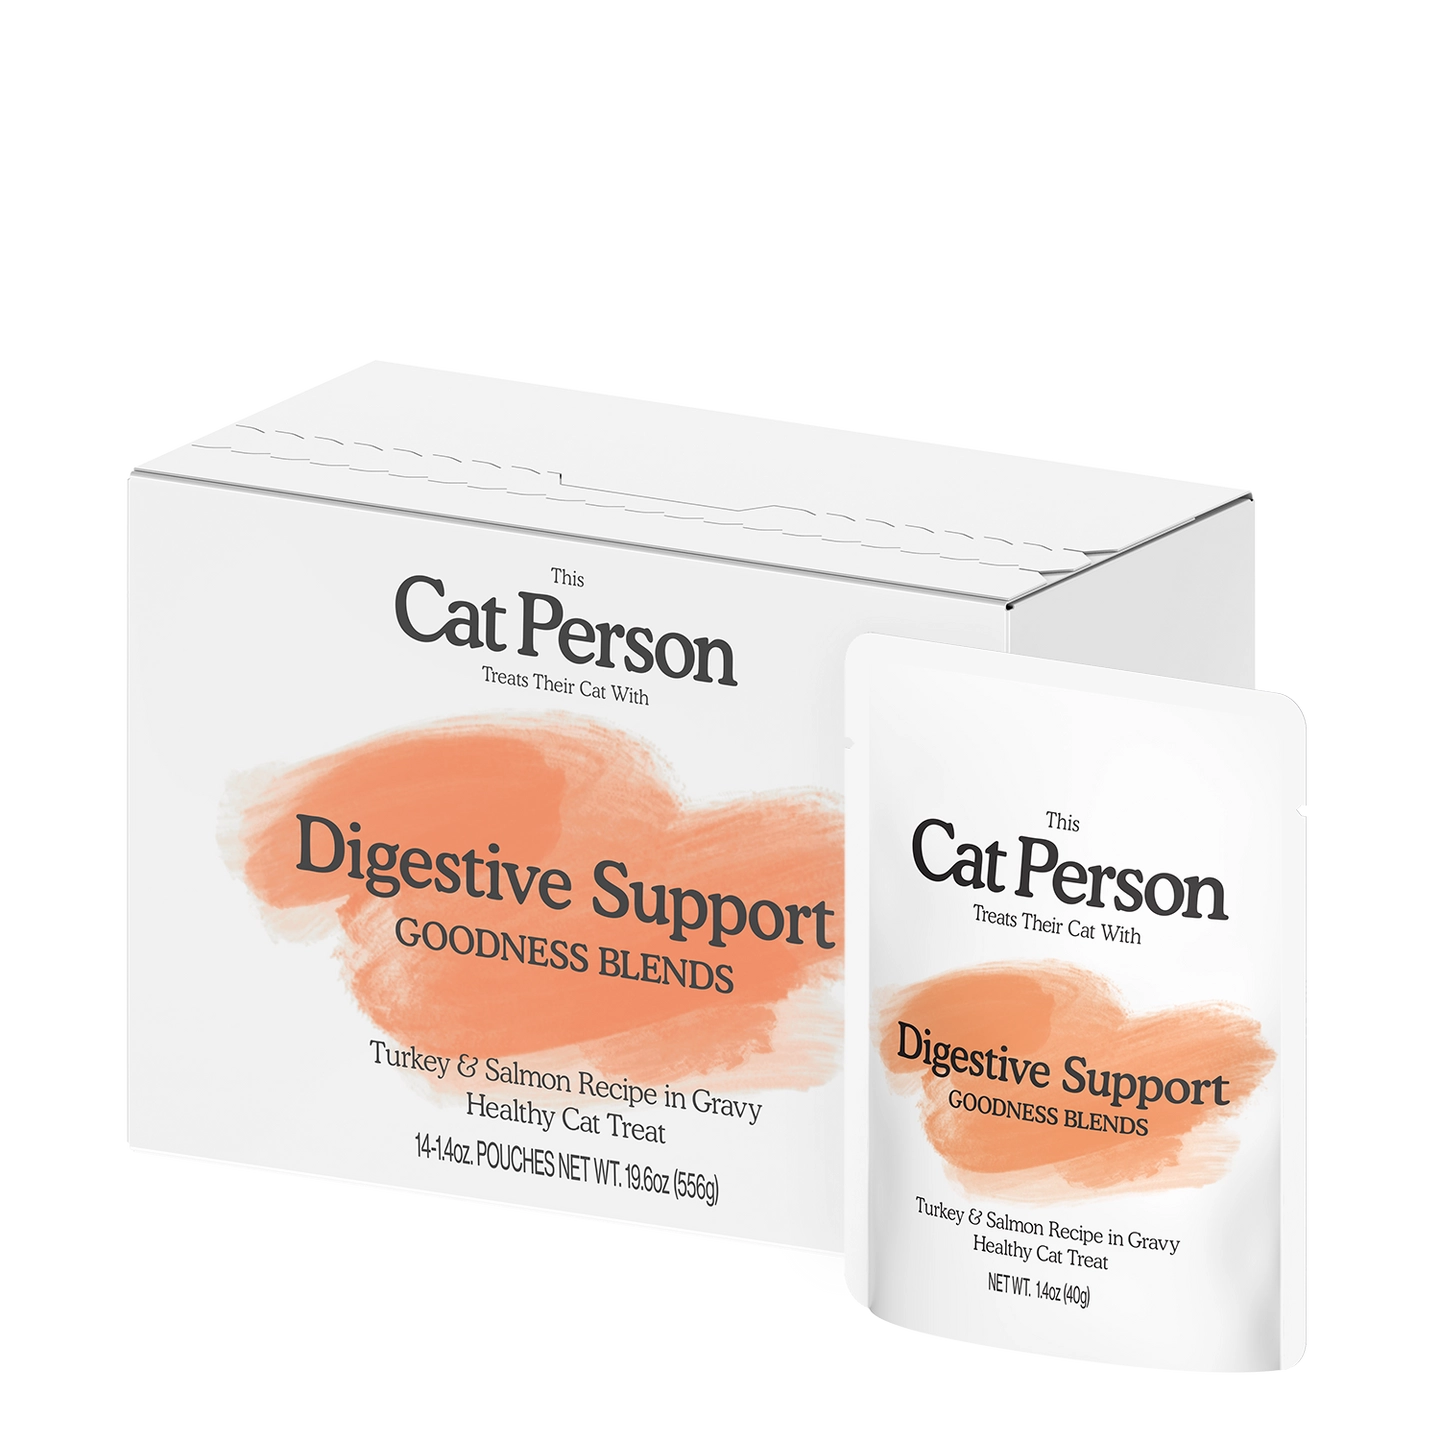 This
Cat Person
Treats Their Cat With
Digestive Support
GOODNESS BLENDS
Turkey & Salmon Recipe in Gravy
Healthy Cat Treat
14-1.4oz. POUCHES NET WT. 19.6oz (556g)
This
Cat Person
Treats Their Cat With
Digestive Support
GOODNESS BLENDS
Turkey & Salmon Recipe in Gravy
Healthy Cat Treat
NET WT. 1.4oz (40g)